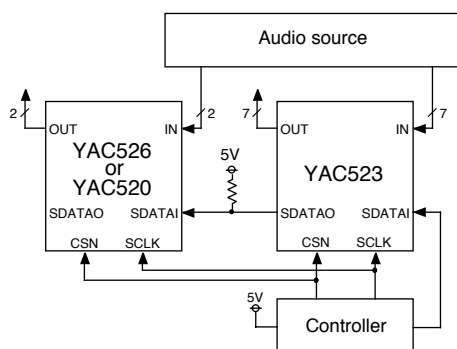 Audio source
2
2
7
7
OUT
IN
OUT
IN
YAC526
or
YAC520
5V
YAC523
SDATAO
SDATAI
SDATAO
SDATAI
CSN
SCLK
CSN
SCLK
5V
Controller